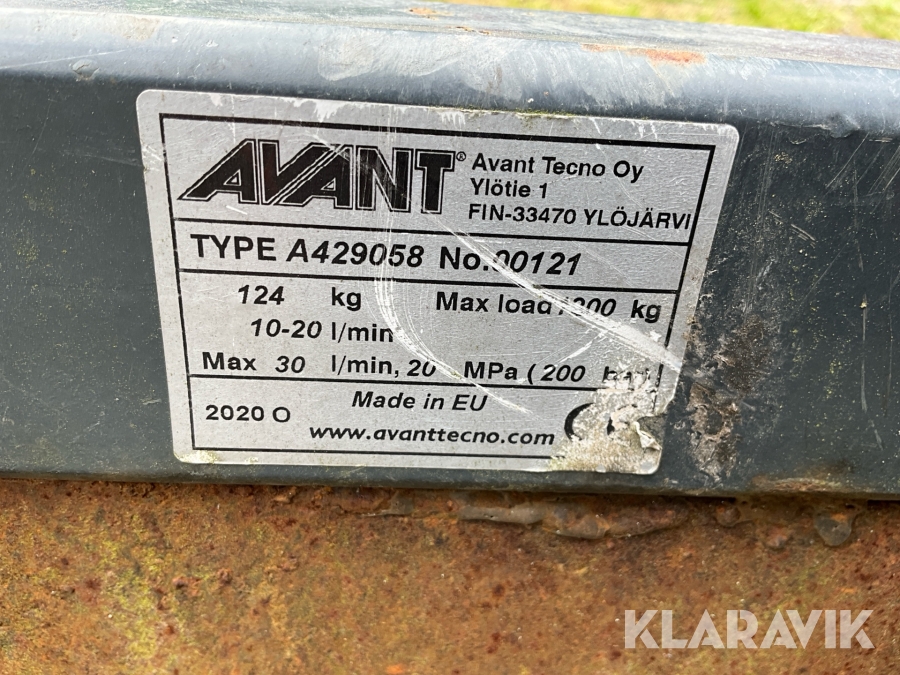 AVANT® Avant Tecno Oy
Ylötie 1
FIN-33470 YLÖJÄRVI
TYPE A429058 No.00121
124 kg Max load kg
10-20 l/min
Max 30 l/min, 20 MPa (200 bar)
2020 O Made in EU
www.avanttecno.com
KLARAVIK